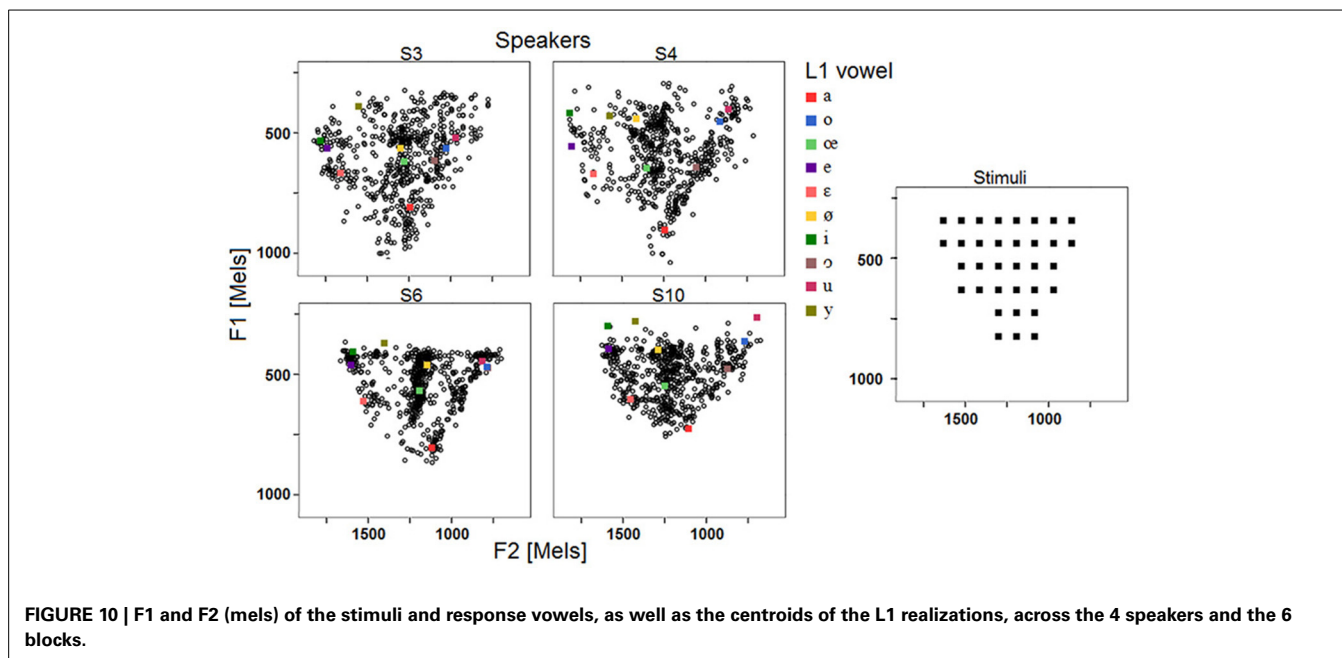 Speakers
S3
S4
500
1000
S6
S10
500
1000
1500 1000
1500 1000
F1 [Mels]
F2 [Mels]
L1 vowel
a
o
œ
e
ɛ
ø
i
ɔ
u
y
Stimuli
500
1000
1500 1000
FIGURE 10 | F1 and F2 (mels) of the stimuli and response vowels, as well as the centroids of the L1 realizations, across the 4 speakers and the 6
blocks.